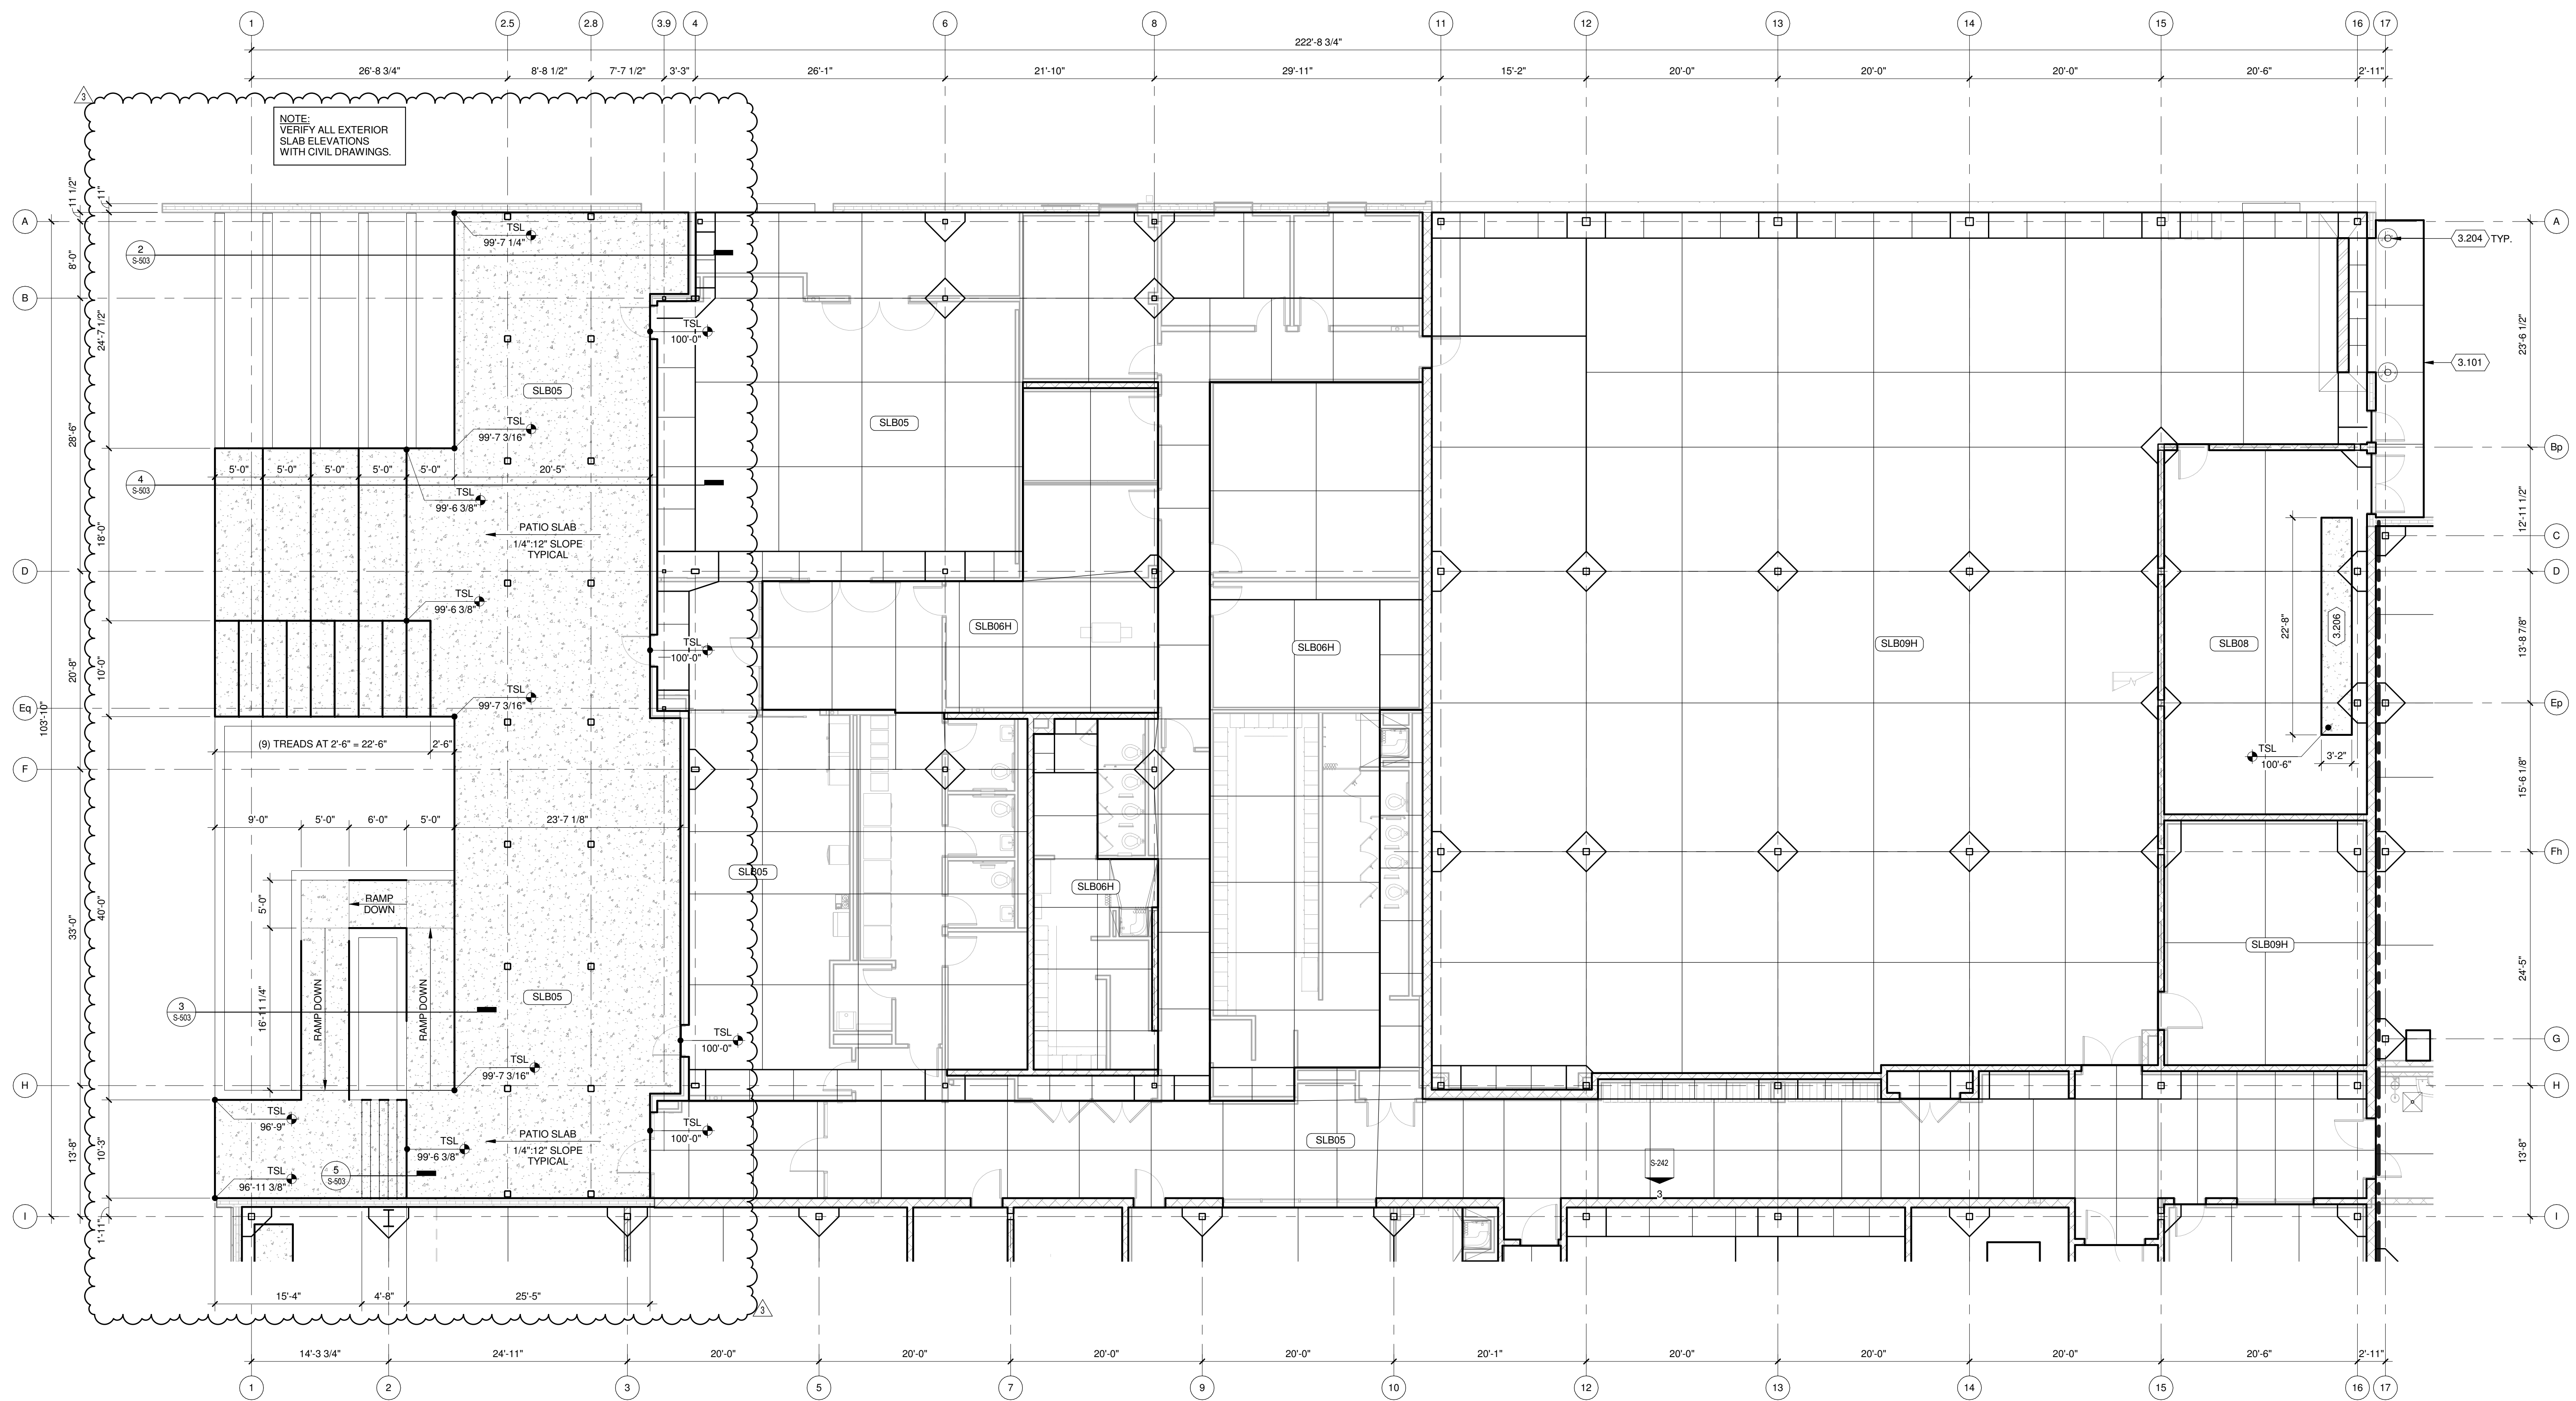 1
2.5
2.8
3.9
4
6
8
11
12
13
14
15
16
17
222'-8 3/4"
26'-8 3/4"
8'-8 1/2"
7'-7 1/2"
3'-3"
26'-1"
21'-10"
29'-11"
15'-2"
20'-0"
20'-0"
20'-0"
20'-6"
2'-11"
3
NOTE:
VERIFY ALL EXTERIOR
SLAB ELEVATIONS
WITH CIVIL DRAWINGS.
11 1/2"
11"
A
A
TSL
99'-7 1/4"
3.204 TYP.
2
S-503
8'-0"
B
TSL
100'-0"
24'-7 1/2"
23'-6 1/2"
3.101
SLB05
SLB05
28'-6"
TSL
99'-7 3/16"
Bp
5'-0"
5'-0"
5'-0"
5'-0"
5'-0"
20'-5"
4
S-503
TSL
99'-6 3/8"
18'-0"
PATIO SLAB
1/4":12" SLOPE
TYPICAL
12'-11 1/2"
C
D
D
TSL
99'-6 3/8"
SLB06H
SLB06H
SLB09H
SLB08
22'-8"
3.206
13'-8 7/8"
TSL
100'-0"
20'-8"
10'-0"
TSL
99'-7 3/16"
Eq
Ep
103'-10"
(9) TREADS AT 2'-6" = 22'-6"
2'-6"
TSL
100'-6"
3'-2"
F
15'-6 1/8"
9'-0"
5'-0"
6'-0"
5'-0"
23'-7 1/8"
Fh
SLB05
SLB06H
5'-0"
RAMP
DOWN
33'-0"
40'-0"
SLB09H
24'-5"
SLB05
3
S-503
16'-11 1/4"
RAMP DOWN
RAMP DOWN
TSL
100'-0"
G
TSL
99'-7 3/16"
H
H
TSL
96'-9"
TSL
100'-0"
PATIO SLAB
1/4":12" SLOPE
TYPICAL
TSL
99'-6 3/8"
SLB05
13'-8"
10'-3"
13'-8"
S-242
3
5
S-503
TSL
96'-11 3/8"
I
I
1'-11"
15'-4"
4'-8"
25'-5"
3
14'-3 3/4"
24'-11"
20'-0"
20'-0"
20'-0"
20'-0"
20'-1"
20'-0"
20'-0"
20'-0"
20'-6"
2'-11"
1
2
3
5
7
9
10
12
13
14
15
16
17